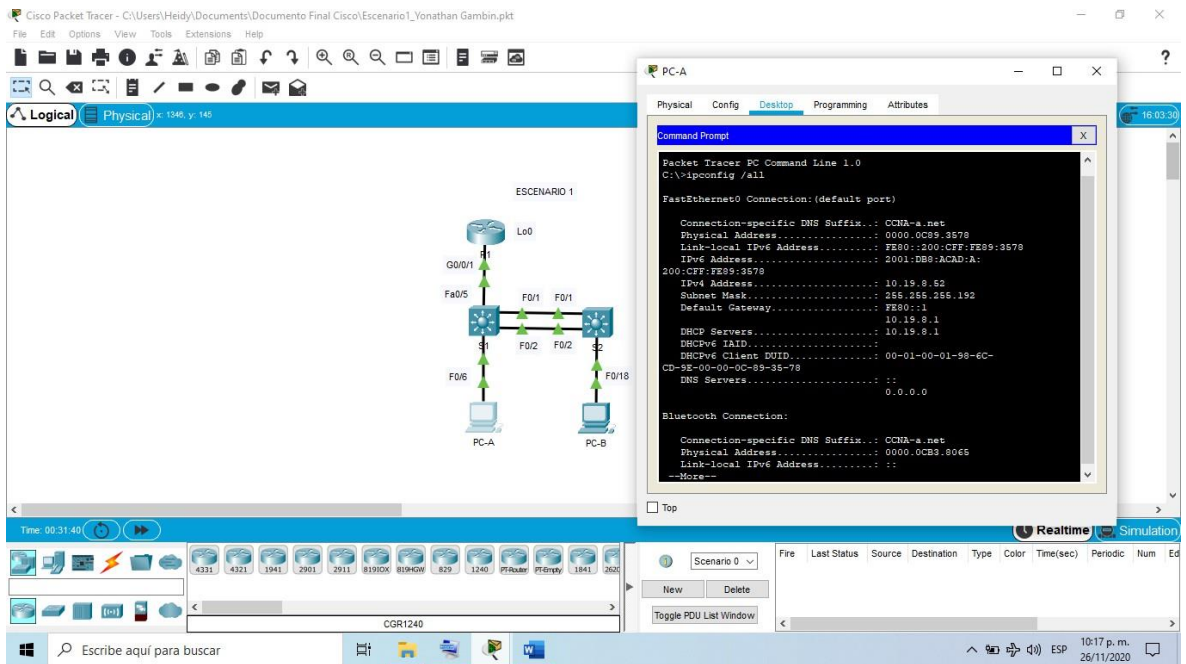 Cisco Packet Tracer - C:\Users\Heidy\Documents\Documento Final Cisco\Escenario1_Yonathan Gambin.pkt
File Edit Options View Tools Extensions Help
?
Logical Physical x: 1346, y: 145
16:03:30
ESCENARIO 1
Lo0
R1
G0/0/1
Fa0/5
F0/1 F0/1
S1
F0/2 F0/2
S2
F0/6
F0/18
PC-A
PC-B
PC-A
Physical Config Desktop Programming Attributes
Command Prompt X
Packet Tracer PC Command Line 1.0
C:\>ipconfig /all
FastEthernet0 Connection:(default port)
Connection-specific DNS Suffix..: CCNA-a.net
Physical Address................: 0000.0C89.3578
Link-local IPv6 Address.........: FE80::200:CFF:FE89:3578
IPv6 Address....................: 2001:DB8:ACAD:A:
200:CFF:FE89:3578
IPv4 Address....................: 10.19.8.52
Subnet Mask.....................: 255.255.255.192
Default Gateway.................: FE80::1
10.19.8.1
DHCP Servers....................: 10.19.8.1
DHCPv6 IAID.....................:
DHCPv6 Client DUID..............: 00-01-00-01-98-6C-
CD-9E-00-00-0C-89-35-78
DNS Servers.....................: ::
0.0.0.0
Bluetooth Connection:
Connection-specific DNS Suffix..: CCNA-a.net
Physical Address................: 0000.0CB3.8065
Link-local IPv6 Address.........: ::
--More--
Top
Time: 00:31:40
Realtime Simulation
4331 4321 1941 2901 2911 819IOX 819HGW 829 1240 PT-Router PT-Empty 1841 2620
CGR1240
Scenario 0
New Delete
Toggle PDU List Window
Fire Last Status Source Destination Type Color Time(sec) Periodic Num Ed
Escribe aquí para buscar
ESP
10:17 p. m.
26/11/2020